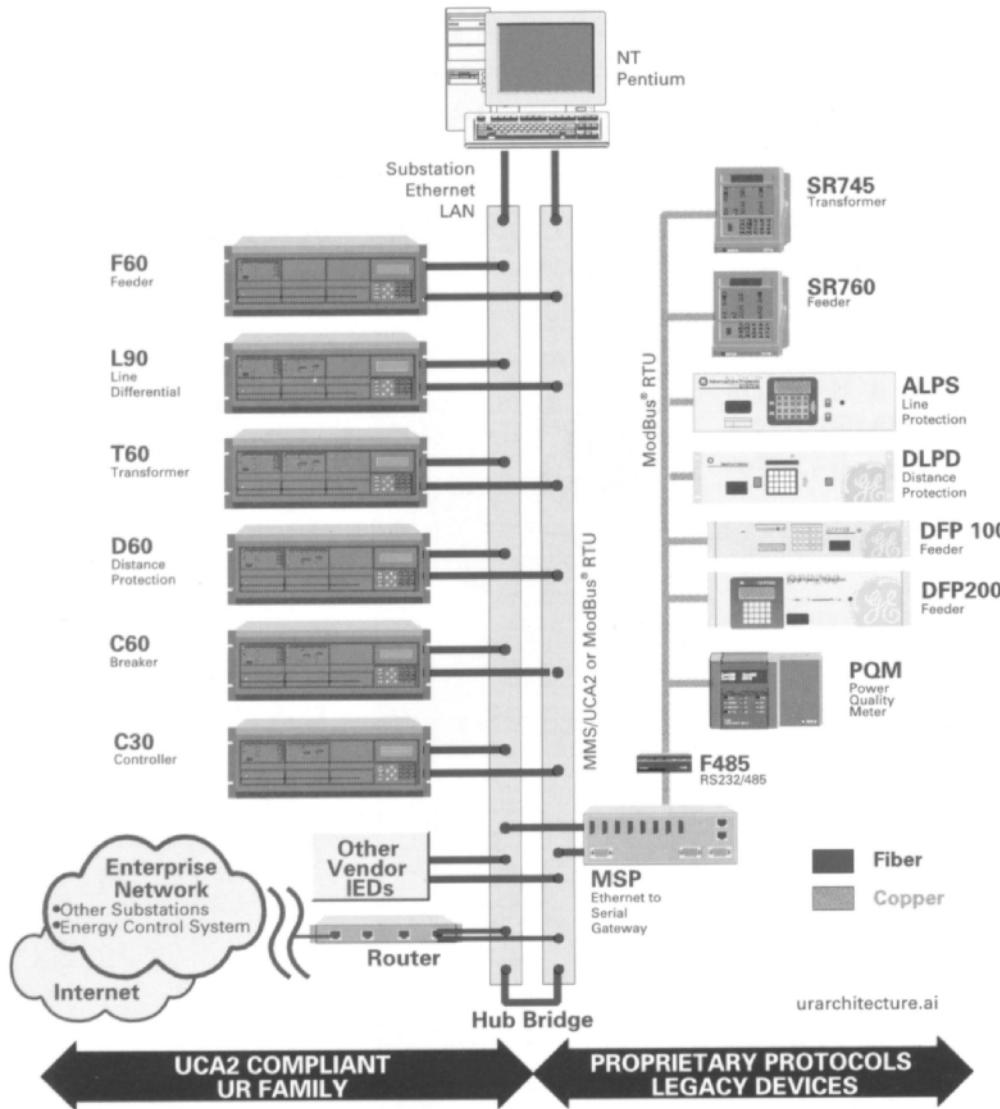 NT
Pentium
Substation
Ethernet
LAN
F60
Feeder
L90
Line
Differential
T60
Transformer
D60
Distance
Protection
C60
Breaker
C30
Controller
MMS/UCA2 or ModBus® RTU
ModBus® RTU
SR745
Transformer
SR760
Feeder
ALPS
Line
Protection
DLPD
Distance
Protection
DFP 100
Feeder
DFP200
Feeder
PQM
Power
Quality
Meter
F485
RS232/485
MSP
Ethernet to
Serial
Gateway
Fiber
Copper
Other
Vendor
IEDs
Enterprise
Network
•Other Substations
•Energy Control System
Internet
Router
Hub Bridge
urarchitecture.ai
UCA2 COMPLIANT
UR FAMILY
PROPRIETARY PROTOCOLS
LEGACY DEVICES